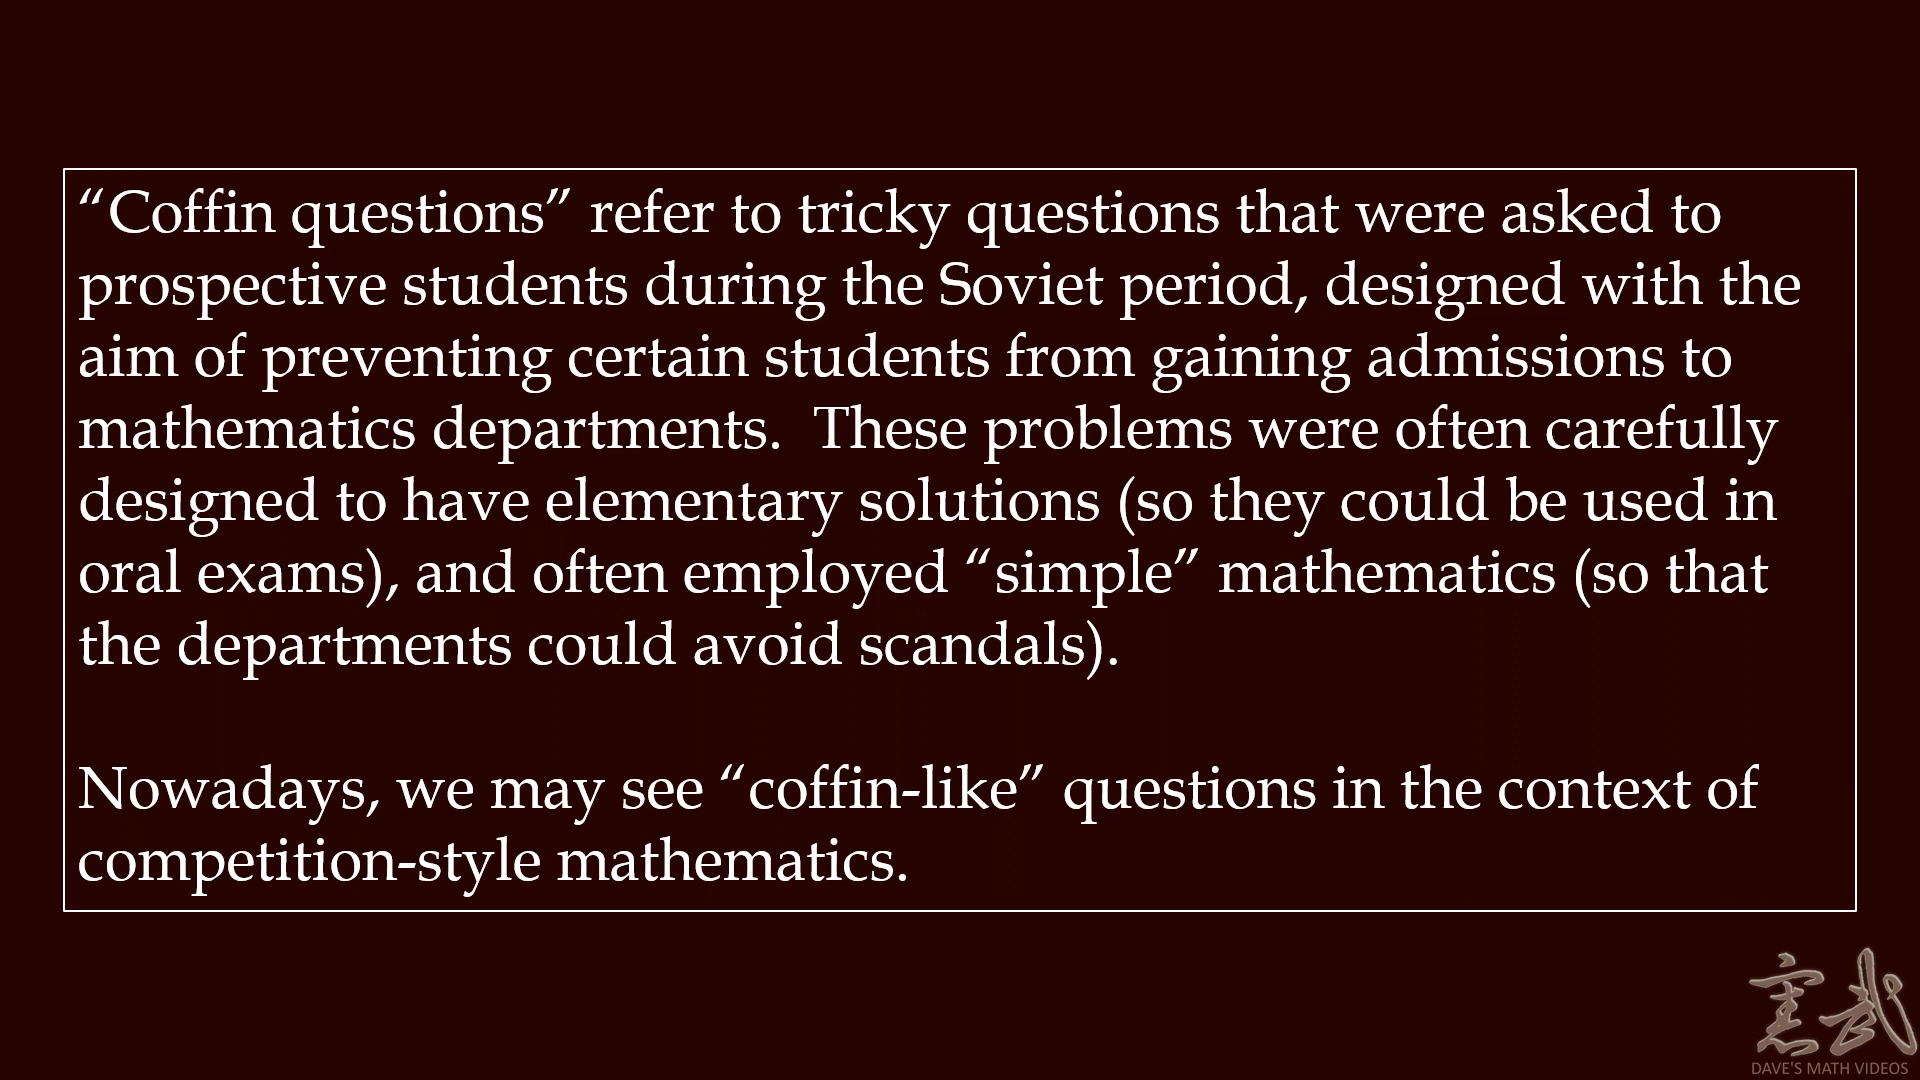 “Coffin questions” refer to tricky questions that were asked to
prospective students during the Soviet period, designed with the
aim of preventing certain students from gaining admissions to
mathematics departments.  These problems were often carefully
designed to have elementary solutions (so they could be used in
oral exams), and often employed “simple” mathematics (so that
the departments could avoid scandals).
Nowadays, we may see “coffin-like” questions in the context of
competition-style mathematics.
DAVE'S MATH VIDEOS